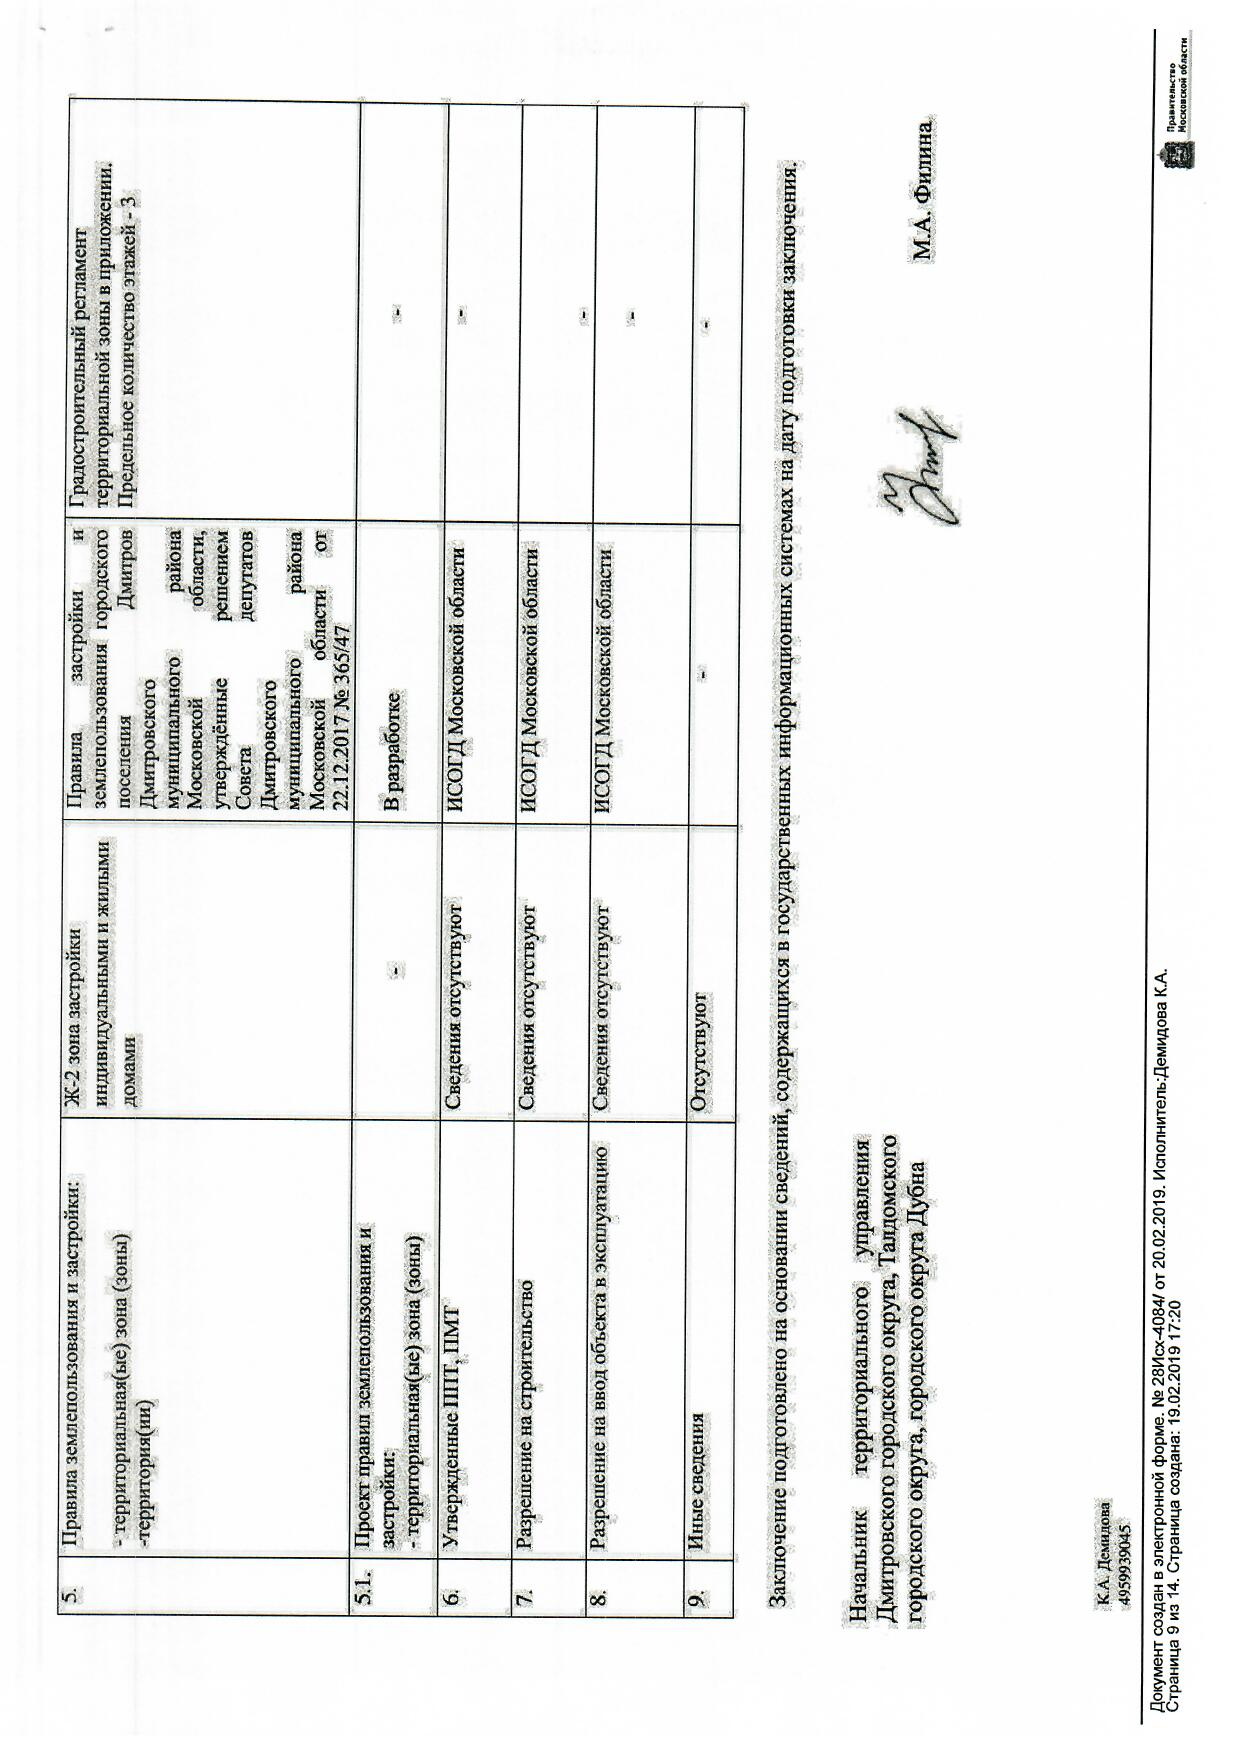 5.
Правила землепользования и застройки:
- территориальная(ые) зона (зоны)
-территория(ии)
Ж-2 зона застройки
индивидуальными и жилыми
домами
Правила застройки и
землепользования городского
поселения Дмитров
Дмитровского
муниципального района
Московской области,
утверждённые решением
Совета депутатов
Дмитровского
муниципального района
Московской области от
22.12.2017 № 365/47
Градостроительный регламент
территориальной зоны в приложении.
Предельное количество этажей - 3
5.1.
Проект правил землепользования и
застройки:
- территориальная(ые) зона (зоны)
-
В разработке
-
6.
Утвержденные ППТ, ПМТ
Сведения отсутствуют
ИСОГД Московской области
-
7.
Разрешение на строительство
Сведения отсутствуют
ИСОГД Московской области
-
8.
Разрешение на ввод объекта в эксплуатацию
Сведения отсутствуют
ИСОГД Московской области
-
9.
Иные сведения
Отсутствуют
-
-
Заключение подготовлено на основании сведений, содержащихся в государственных информационных системах на дату подготовки заключения.
Начальник территориального управления
Дмитровского городского округа, Талдомского
городского округа, городского округа Дубна
М.А. Филина
К.А. Демидова
4959939045
Документ создан в электронной форме. № 28Исх-4084/ от 20.02.2019. Исполнитель:Демидова К.А.
Страница 9 из 14. Страница создана: 19.02.2019 17:20
Правительство
Московской области